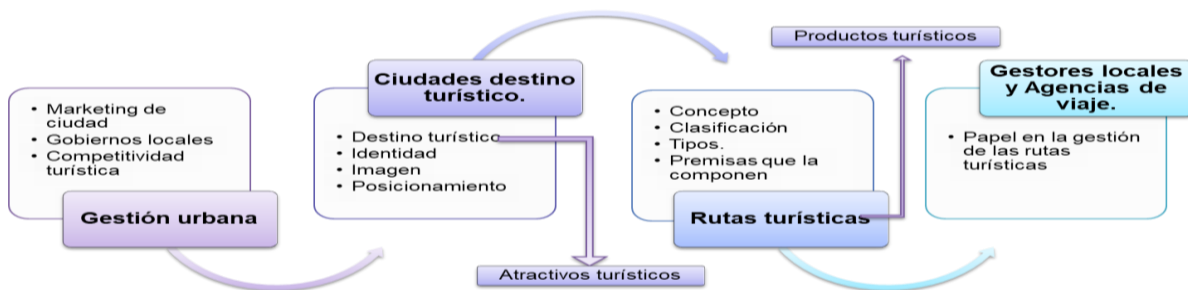 • Marketing de
ciudad
• Gobiernos locales
• Competitividad
turística
Gestión urbana
Ciudades destino
turístico.
• Destino turístico
• Identidad
• Imagen
• Posicionamiento
Atractivos turísticos
• Concepto
• Clasificación
• Tipos.
• Premisas que la
componen
Rutas turísticas
Productos turísticos
Gestores locales
y Agencias de
viaje.
• Papel en la gestión
de las rutas
turísticas